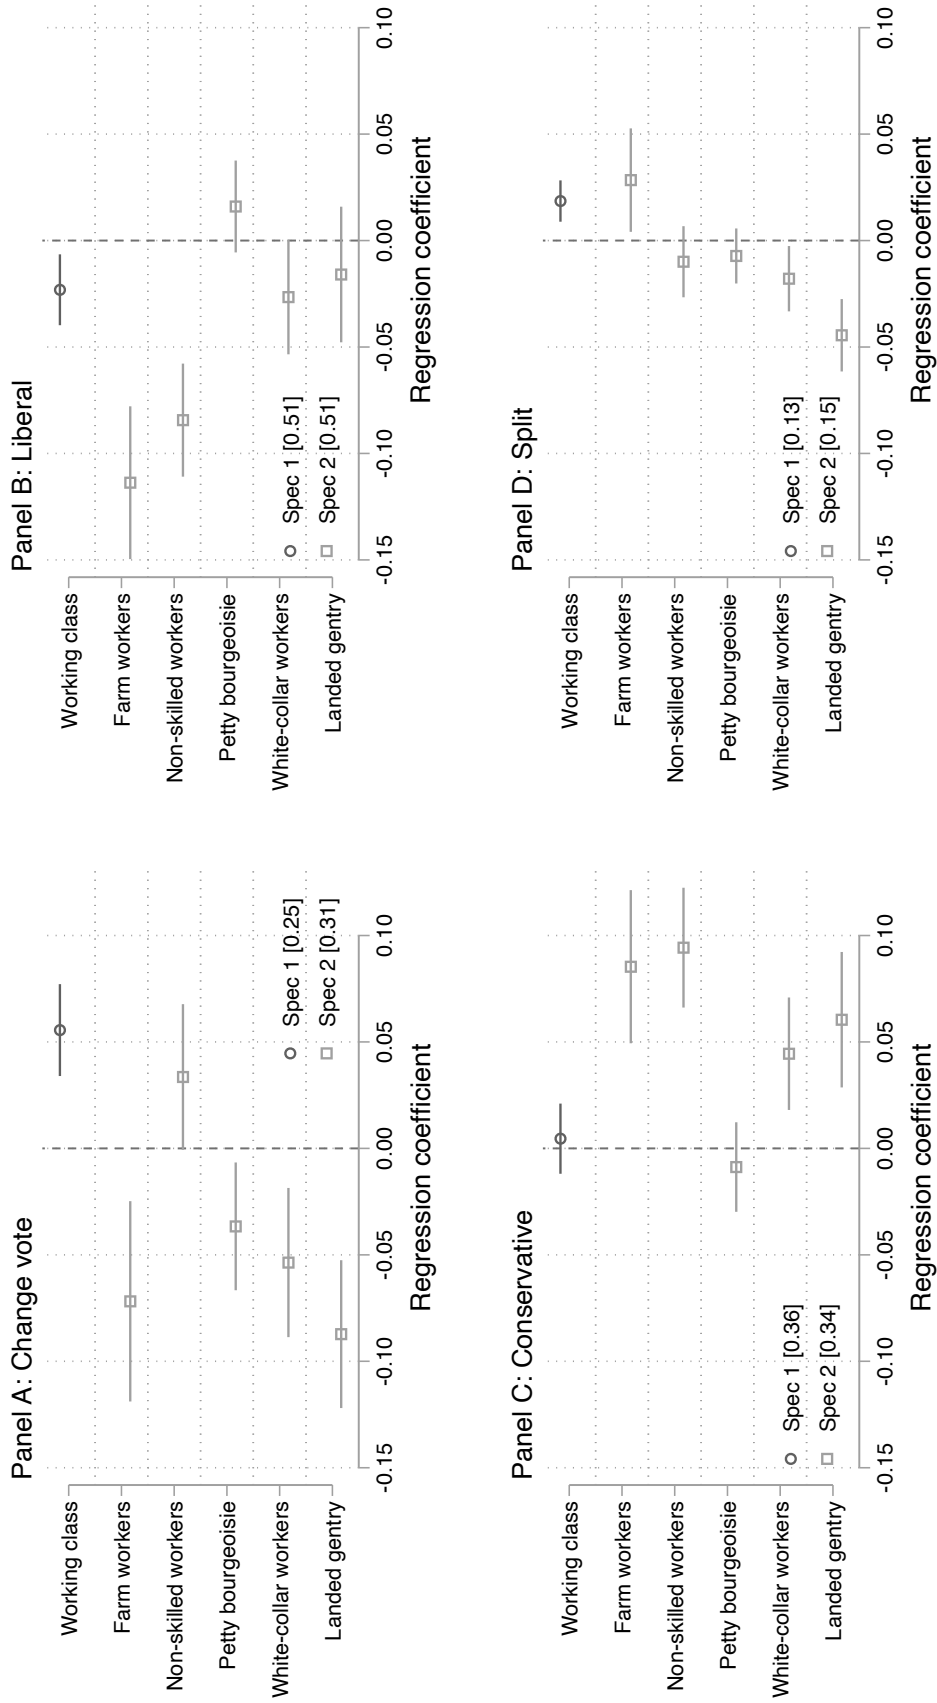 Panel A: Change vote
Working class
Farm workers
Non-skilled workers
Petty bourgeoisie
White-collar workers
Landed gentry
Spec 1 [0.25]
Spec 2 [0.31]
-0.15 -0.10 -0.05 0.00 0.05 0.10
Regression coefficient
Panel B: Liberal
Working class
Farm workers
Non-skilled workers
Petty bourgeoisie
White-collar workers
Landed gentry
Spec 1 [0.51]
Spec 2 [0.51]
-0.15 -0.10 -0.05 0.00 0.05 0.10
Regression coefficient
Panel C: Conservative
Working class
Farm workers
Non-skilled workers
Petty bourgeoisie
White-collar workers
Landed gentry
Spec 1 [0.36]
Spec 2 [0.34]
-0.15 -0.10 -0.05 0.00 0.05 0.10
Regression coefficient
Panel D: Split
Working class
Farm workers
Non-skilled workers
Petty bourgeoisie
White-collar workers
Landed gentry
Spec 1 [0.13]
Spec 2 [0.15]
-0.15 -0.10 -0.05 0.00 0.05 0.10
Regression coefficient